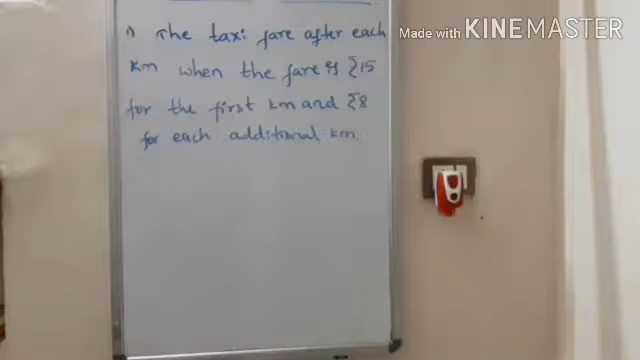 1) The taxi fare after each
km when the fare is ₹15
for the first km and ₹8
for each additional km.
Made with KINEMASTER